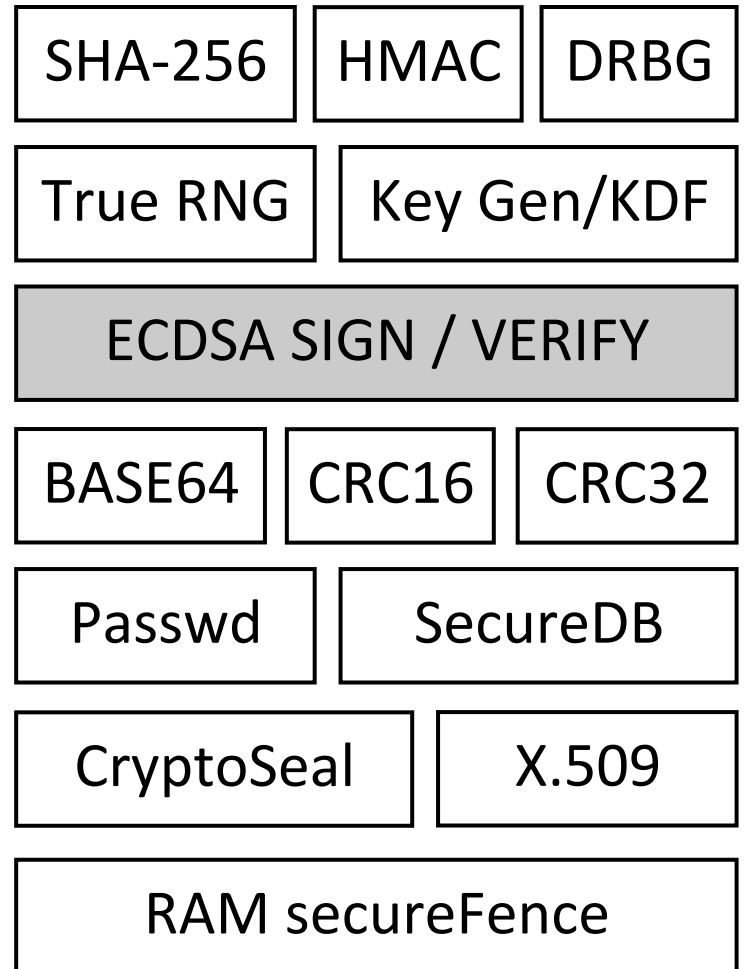 SHA-256 HMAC DRBG
True RNG Key Gen/KDF
ECDSA SIGN / VERIFY
BASE64 CRC16 CRC32
Passwd SecureDB
CryptoSeal X.509
RAM secureFence